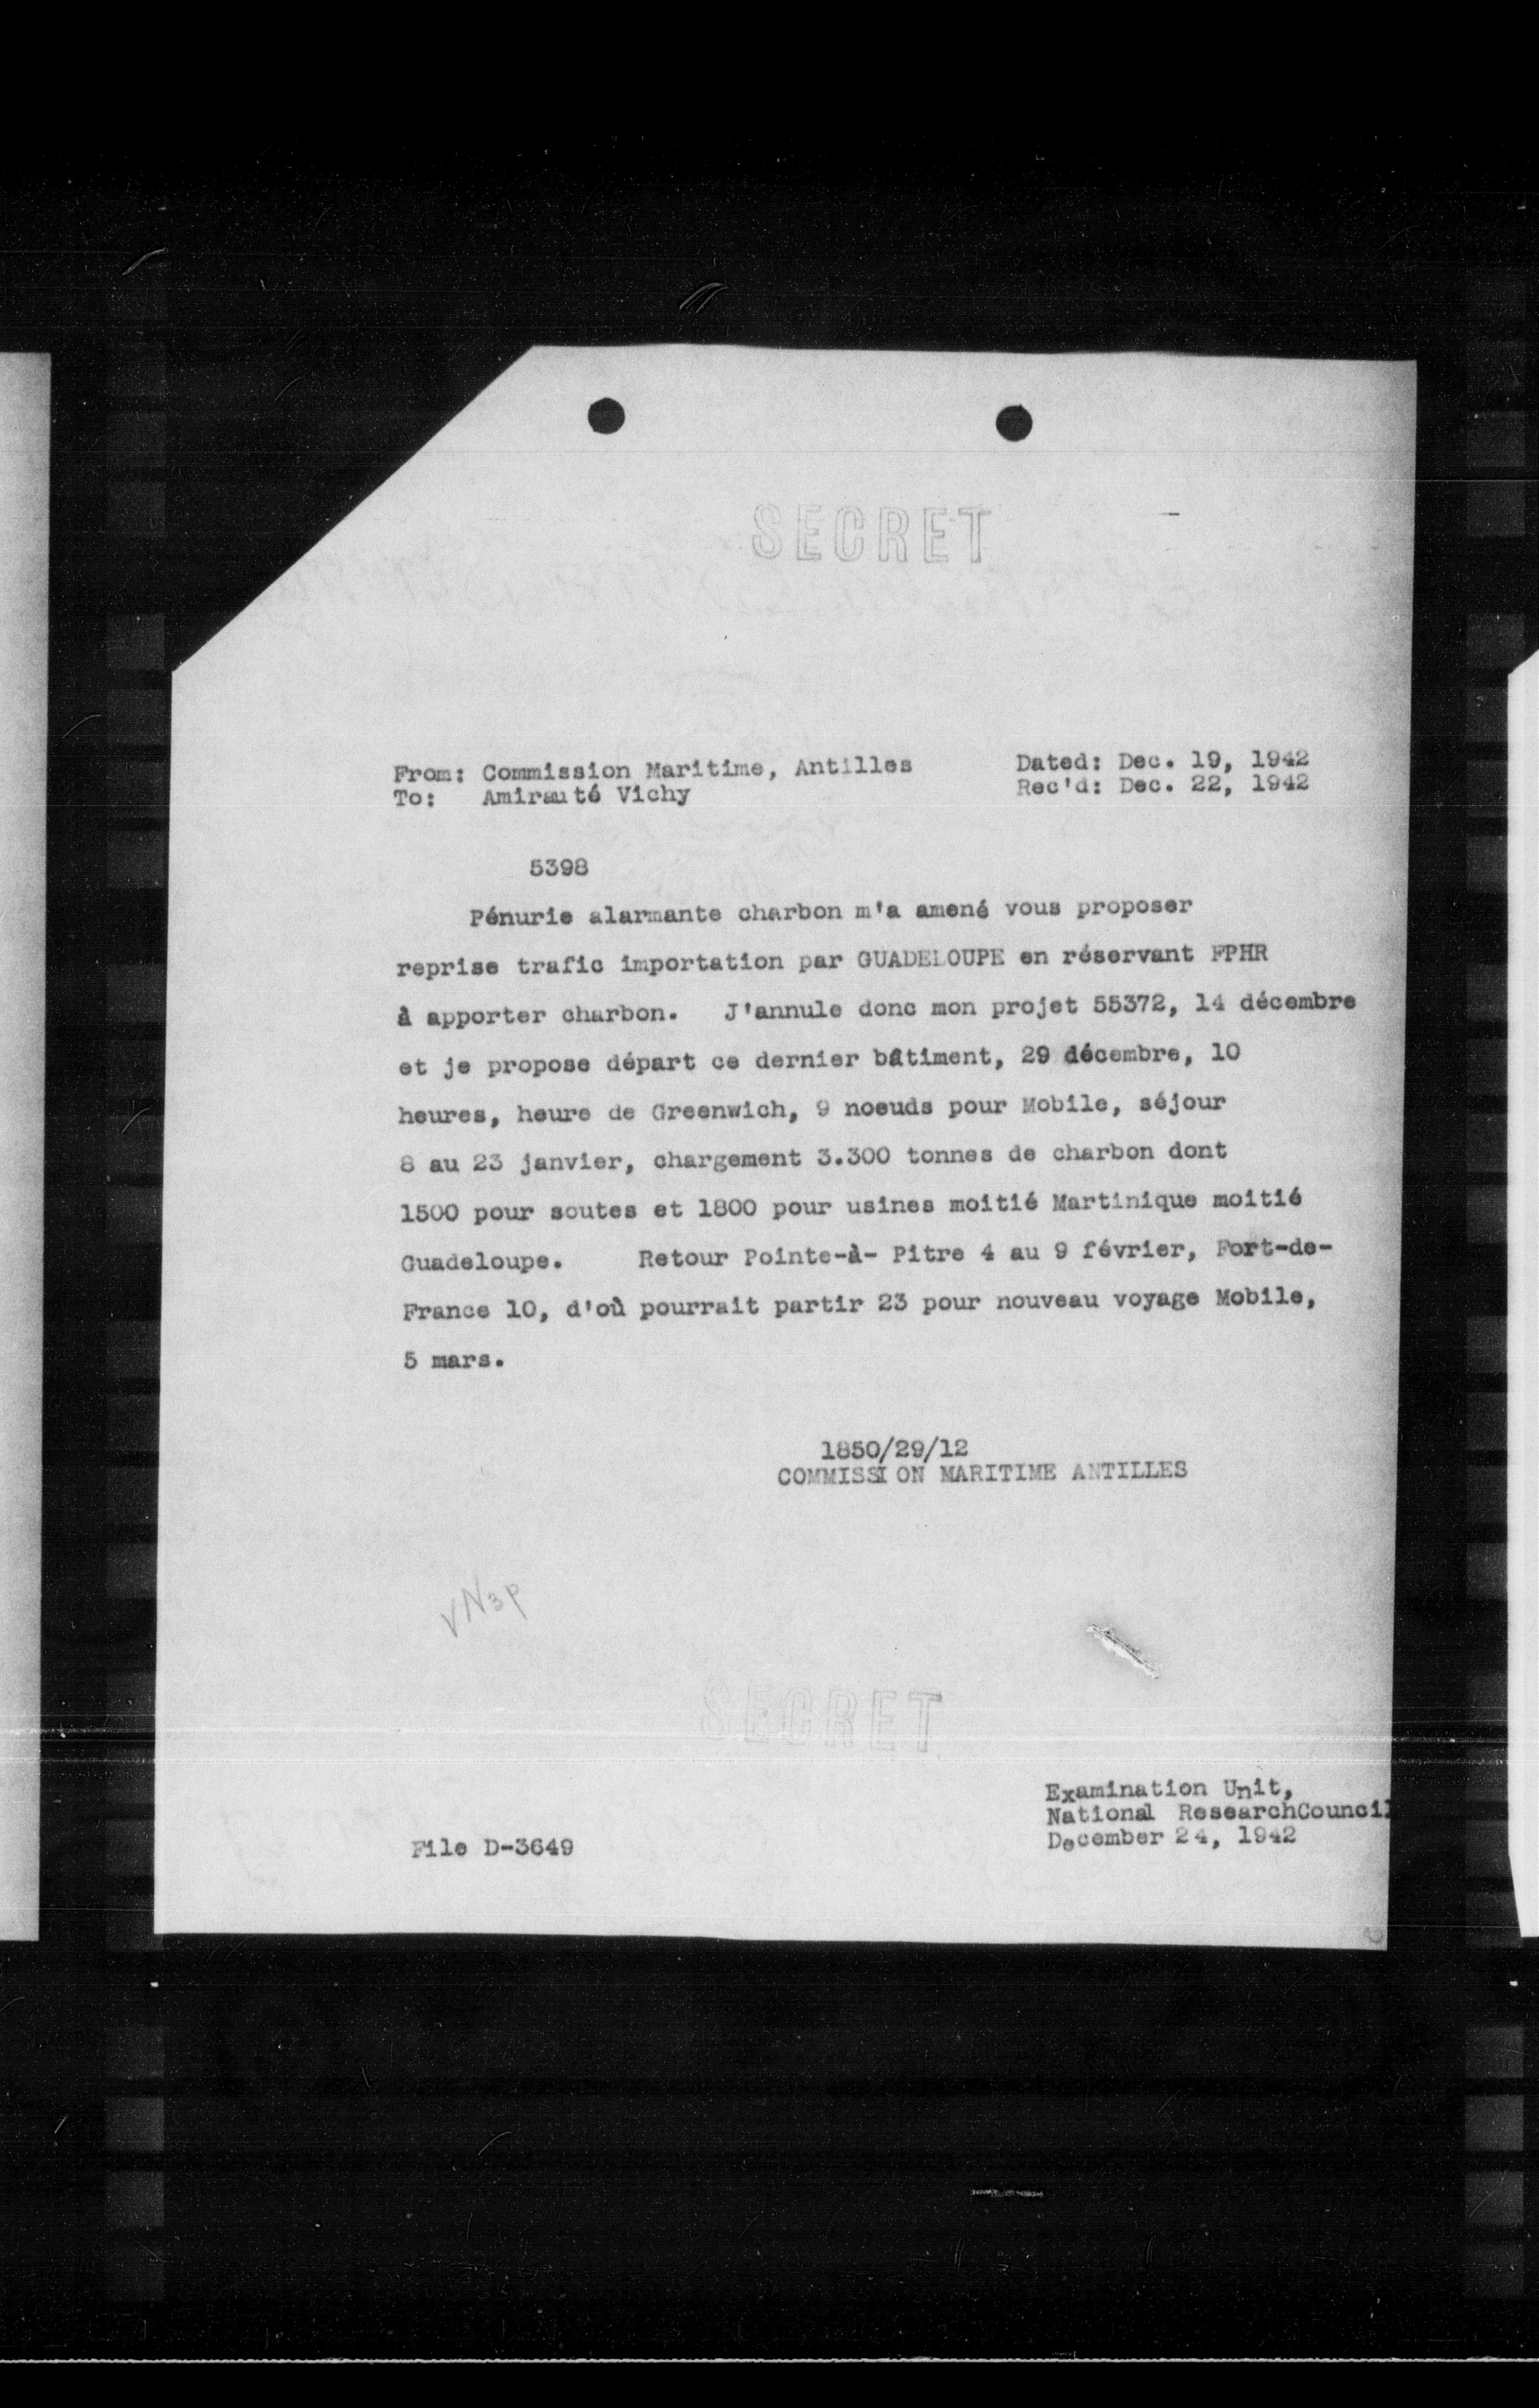 SECRET
From: Commission Maritime, Antilles Dated: Dec. 19, 1942
To: Amirauté Vichy Rec'd: Dec. 22, 1942
5398
Pénurie alarmante charbon m'a amené vous proposer
reprise trafic importation par GUADELOUPE en réservant FPHR
à apporter charbon. J'annule donc mon projet 55372, 14 décembre
et je propose départ ce dernier bâtiment, 29 décembre, 10
heures, heure de Greenwich, 9 noeuds pour Mobile, séjour
8 au 23 janvier, chargement 3.300 tonnes de charbon dont
1500 pour soutes et 1800 pour usines moitié Martinique moitié
Guadeloupe. Retour Pointe-à- Pitre 4 au 9 février, Fort-de-
France 10, d'où pourrait partir 23 pour nouveau voyage Mobile,
5 mars.
1850/29/12
COMMISSION MARITIME ANTILLES
VN3P
SECRET
Examination Unit,
National ResearchCouncil
December 24, 1942
File D-3649